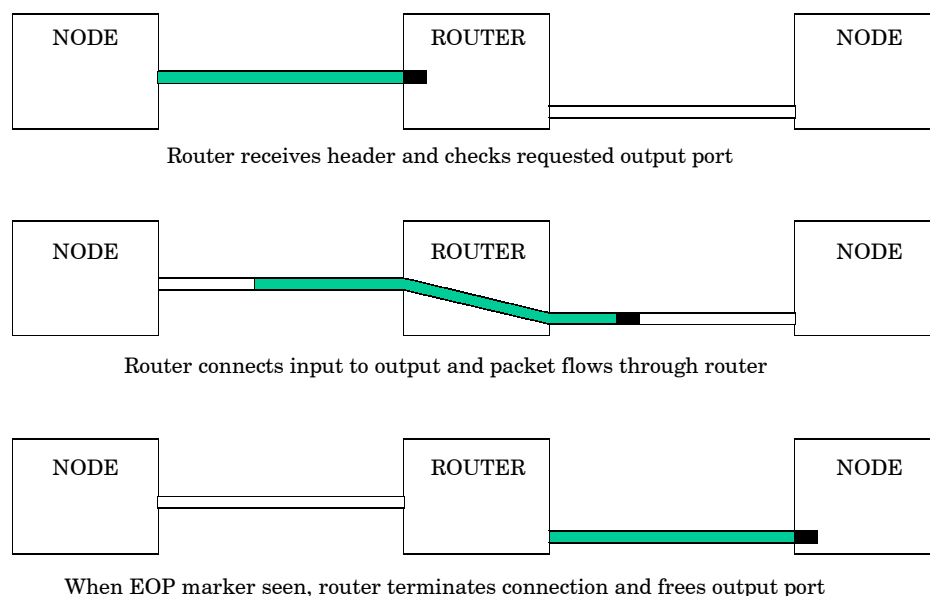 NODE ROUTER NODE
Router receives header and checks requested output port
NODE ROUTER NODE
Router connects input to output and packet flows through router
NODE ROUTER NODE
When EOP marker seen, router terminates connection and frees output port